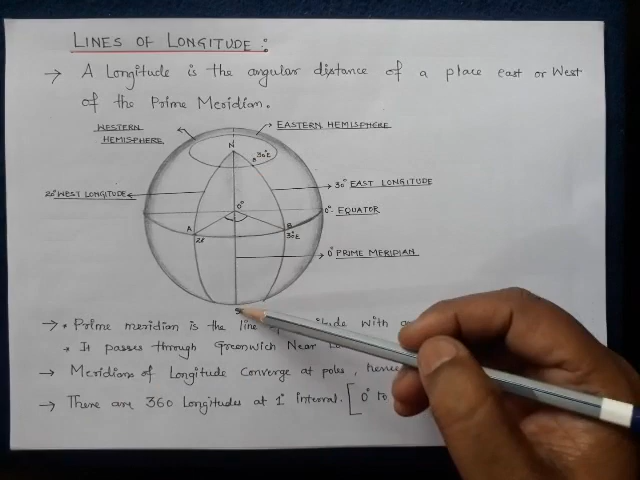 LINES OF LONGITUDE :
→ A Longitude is the angular distance of a place east or West
of the Prime Meridian.
WESTERN
HEMISPHERE
EASTERN HEMISPHERE
N
30°E
20° WEST LONGITUDE
30° EAST LONGITUDE
0°
0° EQUATOR
A
B
20
30°E
0° PRIME MERIDIAN
S
→ • Prime meridian is the line with
→ It passes through Greenwich Near
→ Meridians of Longitude Converge at poles, hence
→ There are 360 Longitudes at 1° interval. [0° to